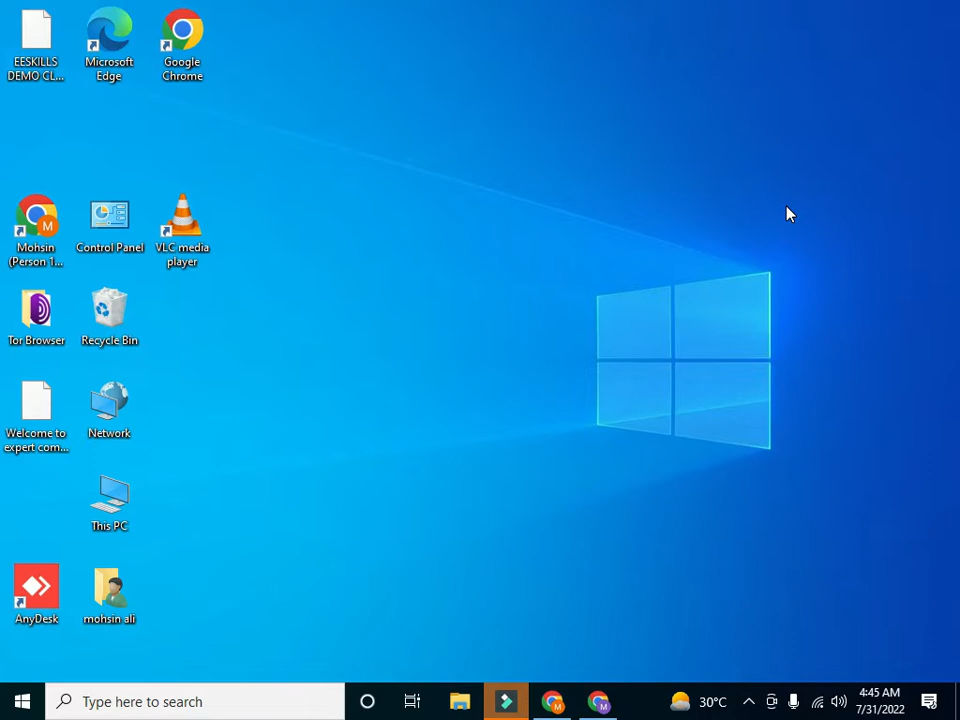 EESKILLS
DEMO CL...
Microsoft
Edge
Google
Chrome
Mohsin
(Person 1...
Control Panel
VLC media
player
Tor Browser
Recycle Bin
Welcome to
expert com...
Network
This PC
AnyDesk
mohsin ali
Type here to search
30°C
4:45 AM
7/31/2022